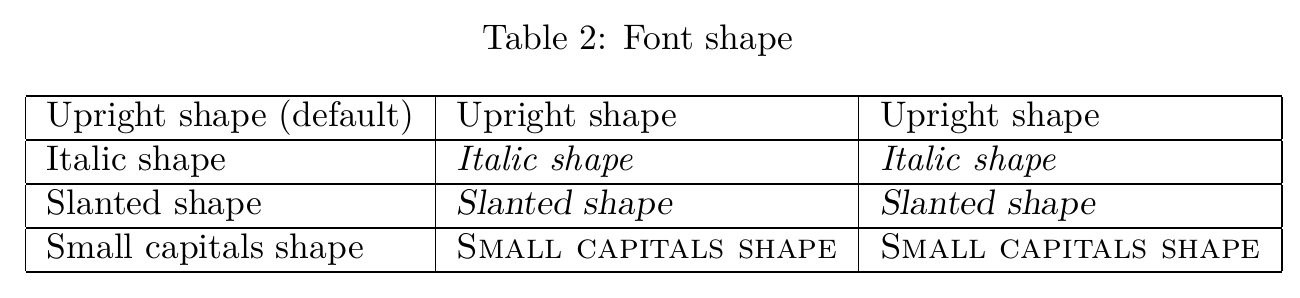 Table 2: Font shape
Upright shape (default) Upright shape Upright shape
Italic shape Italic shape Italic shape
Slanted shape Slanted shape Slanted shape
Small capitals shape Small capitals shape Small capitals shape